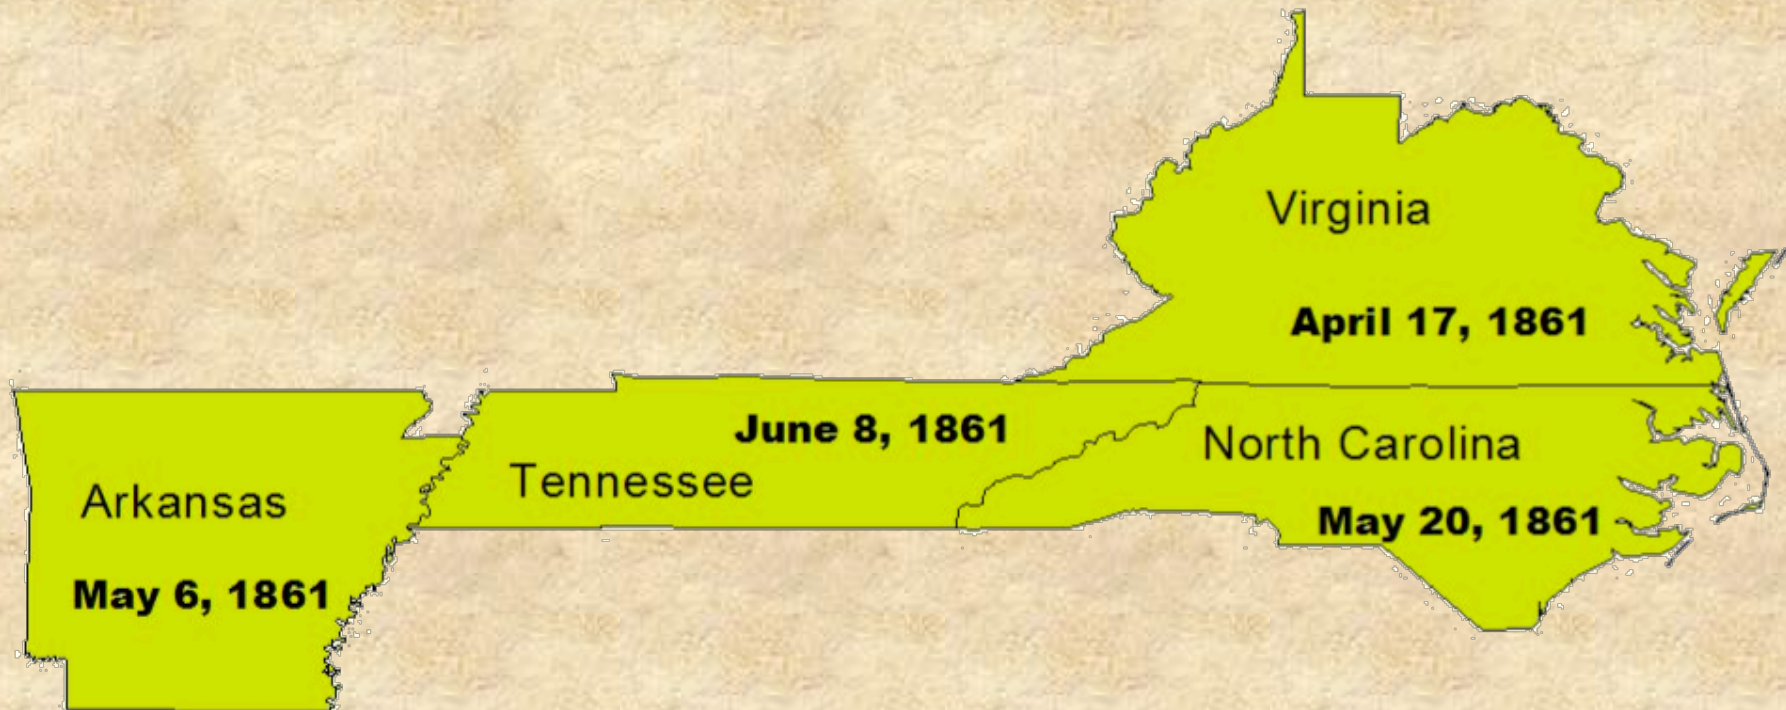 Virginia
April 17, 1861
June 8, 1861
Tennessee
North Carolina
May 20, 1861
Arkansas
May 6, 1861